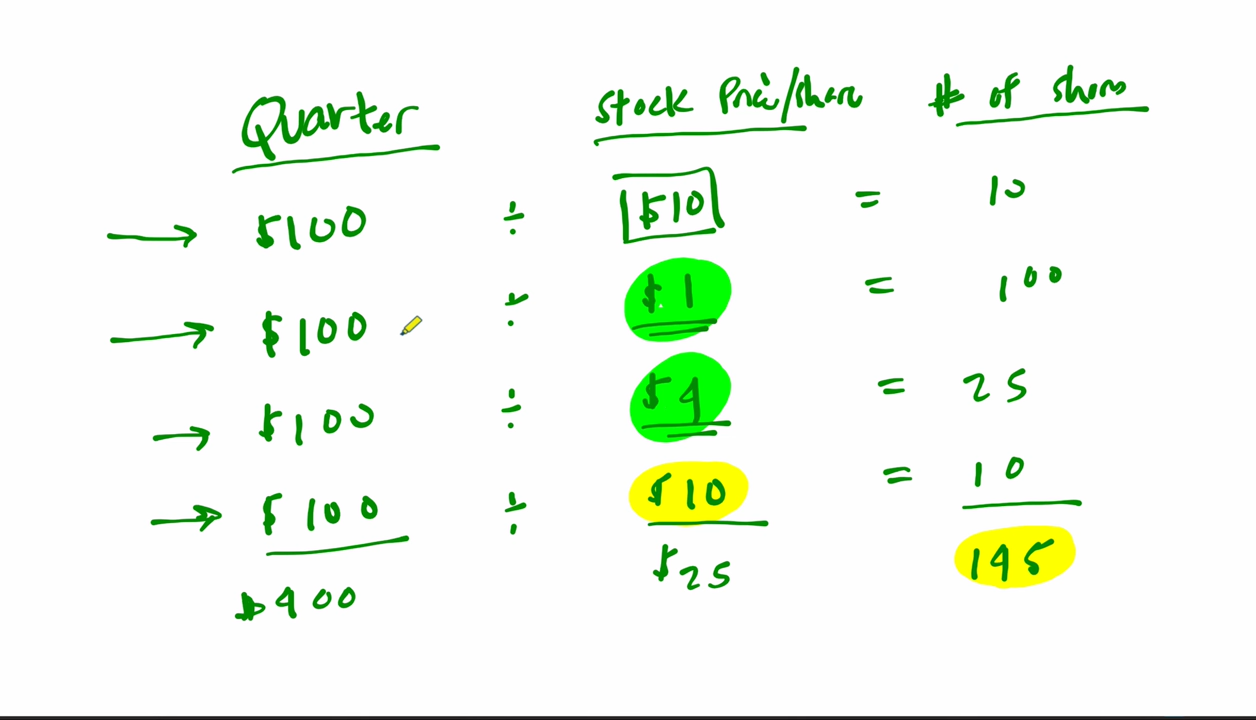 Quarter Stock Price/share # of shares
$100 ÷ $10 = 10
$100 ÷ $1 = 100
$100 ÷ $4 = 25
$100 ÷ $10 = 10
$400 $25 145